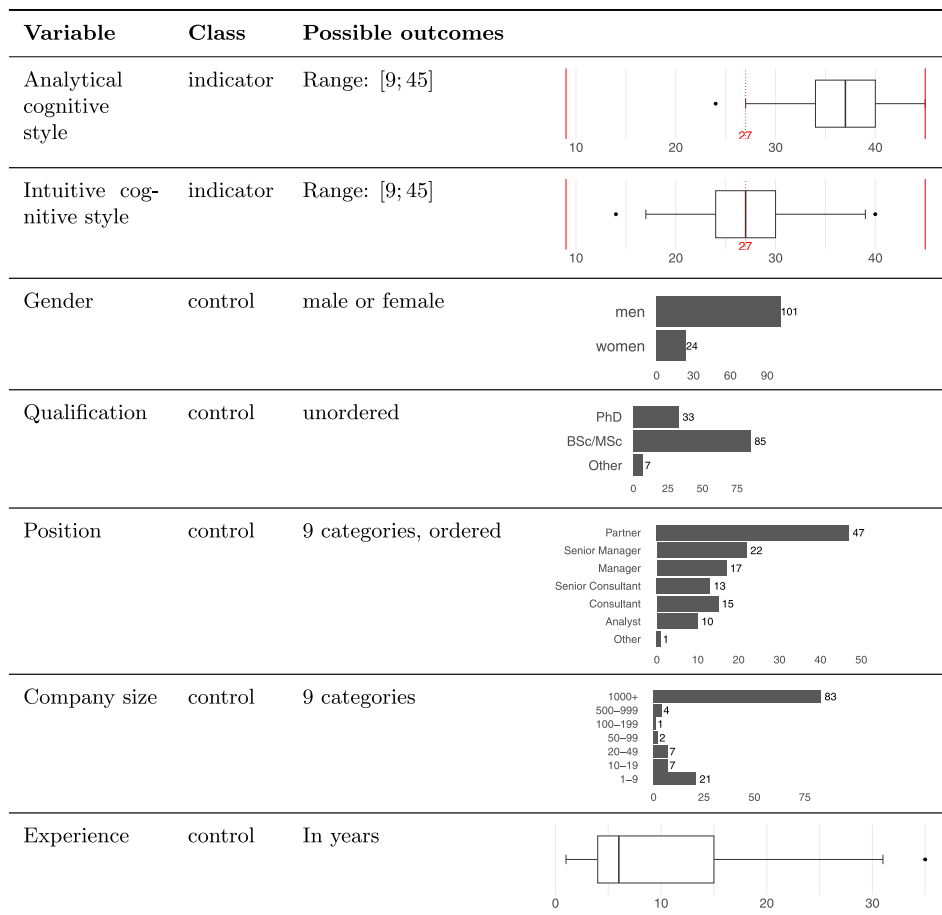 Variable Class Possible outcomes
Analytical indicator Range: [9; 45]
cognitive
style
27
10 20 30 40
Intuitive cog- indicator Range: [9; 45]
nitive style
27
10 20 30 40
Gender control male or female
men 101
women 24
0 30 60 90
Qualification control unordered
PhD 33
BSc/MSc 85
Other 7
0 25 50 75
Position control 9 categories, ordered
Partner 47
Senior Manager 22
Manager 17
Senior Consultant 13
Consultant 15
Analyst 10
Other 1
0 10 20 30 40 50
Company size control 9 categories
1000+ 83
500–999 4
100–199 1
50–99 2
20–49 7
10–19 7
1–9 21
0 25 50 75
Experience control In years
0 10 20 30